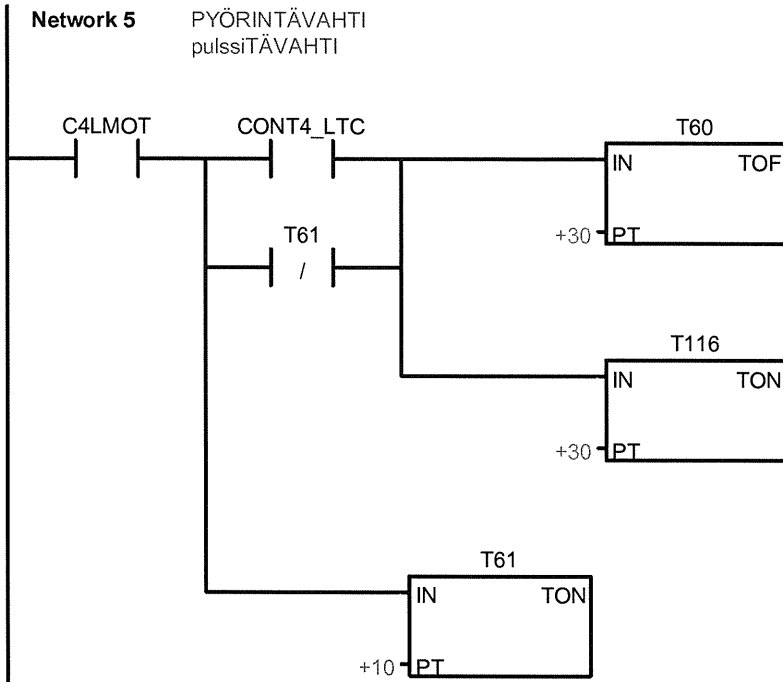 Network 5 PYÖRINTÄVAHTI
pulssiTÄVAHTI
C4LMOT CONT4_LTC T60
IN TOF
+30 PT
T61
/
T116
IN TON
+30 PT
T61
IN TON
+10 PT